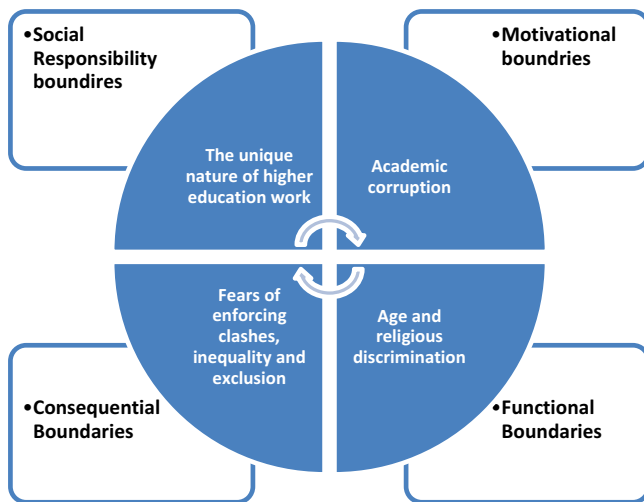 •Social
Responsibility
boundires
•Motivational
boundries
The unique
nature of higher
education work
Academic
corruption
Fears of
enforcing
clashes,
inequality and
exclusion
Age and
religious
discrimination
•Consequential
Boundaries
•Functional
Boundaries